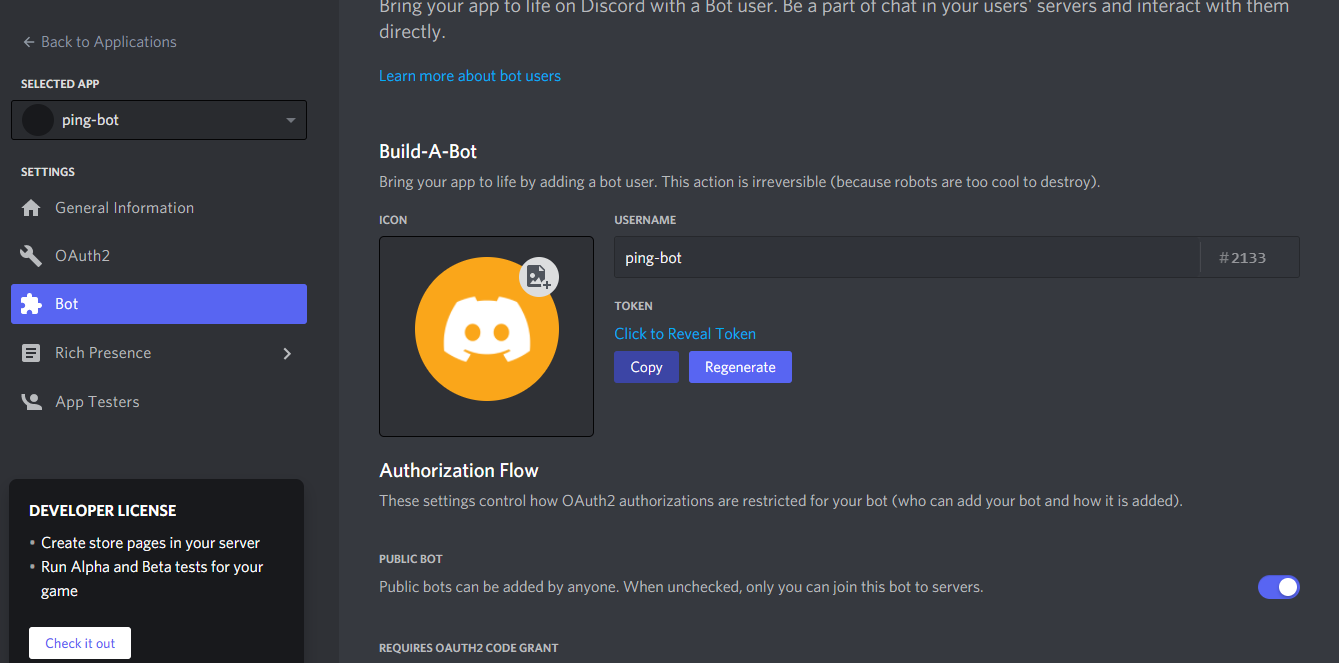 Back to Applications
SELECTED APP
ping-bot
SETTINGS
General Information
OAuth2
Bot
Rich Presence
App Testers
DEVELOPER LICENSE
• Create store pages in your server
• Run Alpha and Beta tests for your
game
Check it out
Bring your app to life on Discord with a Bot user. Be a part of chat in your users' servers and interact with them
directly.
Learn more about bot users
Build-A-Bot
Bring your app to life by adding a bot user. This action is irreversible (because robots are too cool to destroy).
ICON
USERNAME
ping-bot
#2133
TOKEN
Click to Reveal Token
Copy
Regenerate
Authorization Flow
These settings control how OAuth2 authorizations are restricted for your bot (who can add your bot and how it is added).
PUBLIC BOT
Public bots can be added by anyone. When unchecked, only you can join this bot to servers.
REQUIRES OAUTH2 CODE GRANT